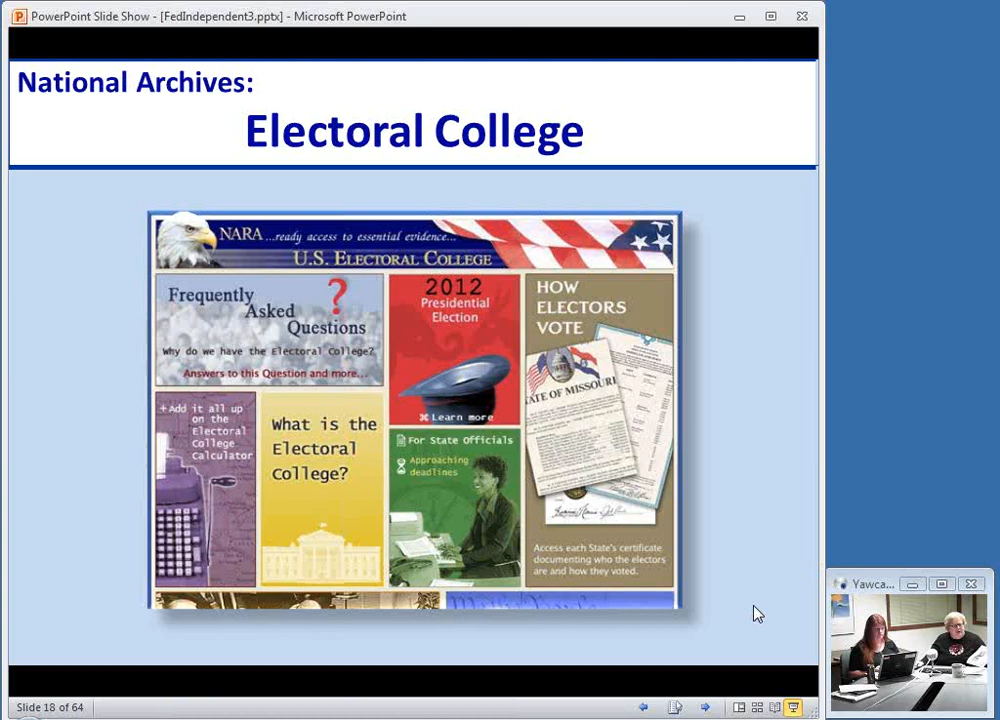 PowerPoint Slide Show - [FedIndependent3.pptx] - Microsoft PowerPoint
National Archives:
Electoral College
NARA ...ready access to essential evidence...
U.S. ELECTORAL COLLEGE
Frequently
Asked
Questions
?
Why do we have the Electoral College?
Answers to this Question and more...
2012
Presidential
Election
Learn more
HOW
ELECTORS
VOTE
ATE OF MISSOURI
Access each State's certificate
documenting who the electors
are and how they voted.
+Add it all up
on the
Electoral
College
Calculator
What is the
Electoral
College?
For State Officials
Approaching
deadlines
Yawca...
Slide 18 of 64